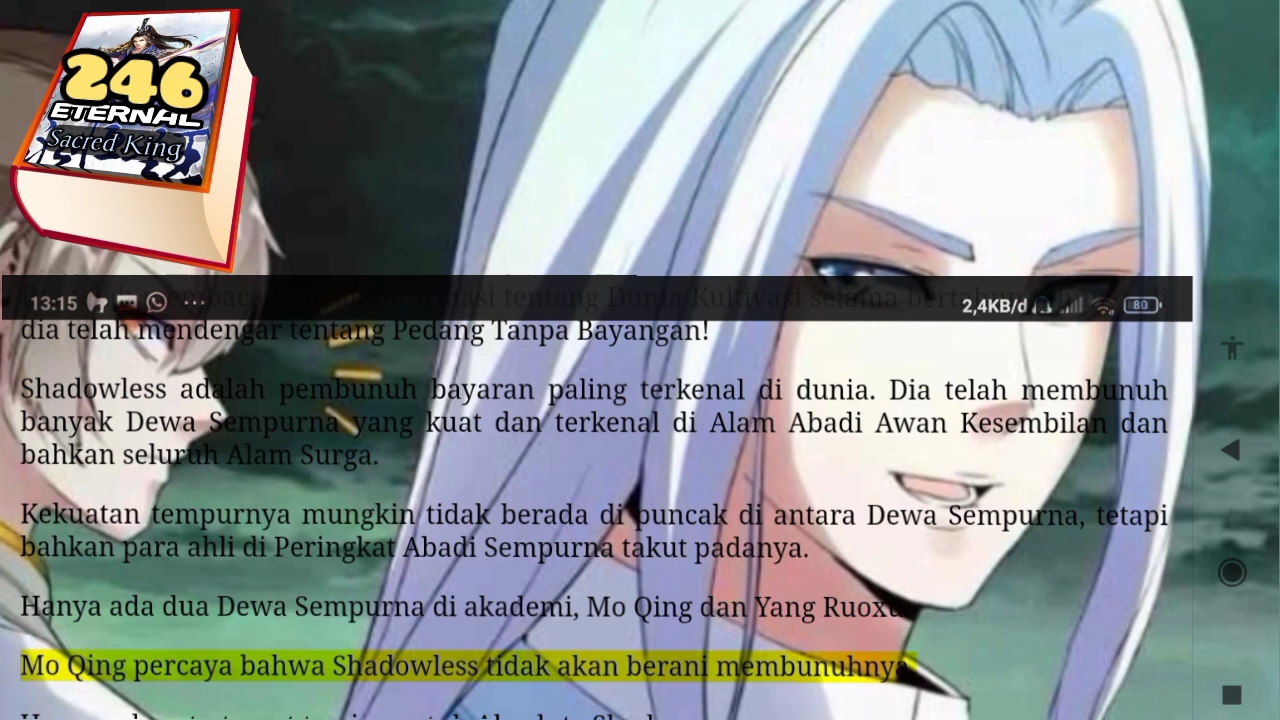 246
ETERNAL
Sacred King
13:15
2,4KB/d
80
tentang Dunia Kultivasi selama
dia telah mendengar tentang Pedang Tanpa Bayangan!
Shadowless adalah pembunuh bayaran paling terkenal di dunia. Dia telah membunuh
banyak Dewa Sempurna yang kuat dan terkenal di Alam Abadi Awan Kesembilan dan
bahkan seluruh Alam Surga.
Kekuatan tempurnya mungkin tidak berada di puncak di antara Dewa Sempurna, tetapi
bahkan para ahli di Peringkat Abadi Sempurna takut padanya.
Hanya ada dua Dewa Sempurna di akademi, Mo Qing dan Yang Ruoxu.
Mo Qing percaya bahwa Shadowless tidak akan berani membunuhnya.